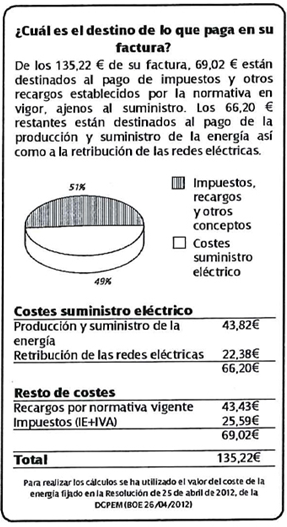 ¿Cuál es el destino de lo que paga en su
factura?
De los 135,22 € de su factura, 69,02 € están
destinados al pago de impuestos y otros
recargos establecidos por la normativa en
vigor, ajenos al suministro. Los 66,20 €
restantes están destinados al pago de la
producción y suministro de la energía así
como a la retribución de las redes eléctricas.
51%
Impuestos,
recargos
y otros
conceptos
Costes
suministro
eléctrico
49%
Costes suministro eléctrico
Producción y suministro de la 43,82€
energía
Retribución de las redes eléctricas 22,38€
66,20€
Resto de costes
Recargos por normativa vigente 43,43€
Impuestos (IE+IVA) 25,59€
69,02€
Total 135,22€
Para realizar los cálculos se ha utilizado el valor del coste de la
energía fijado en la Resolución de 25 de abril de 2012, de la
DGPEM (BOE 26/04/2012)